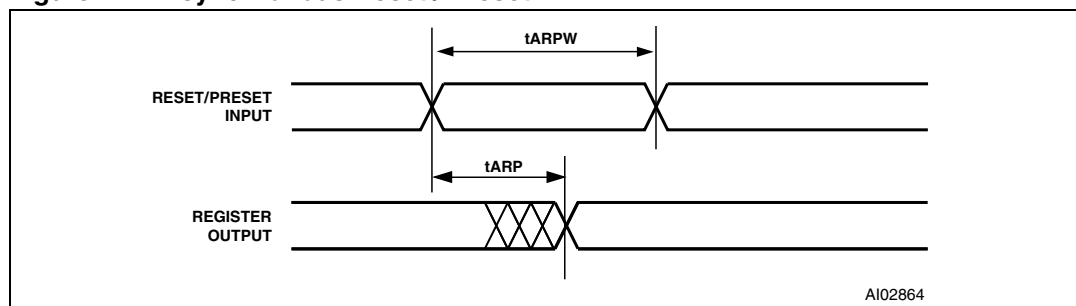 tARPW
RESET/PRESET
INPUT
tARP
REGISTER
OUTPUT
AI02864